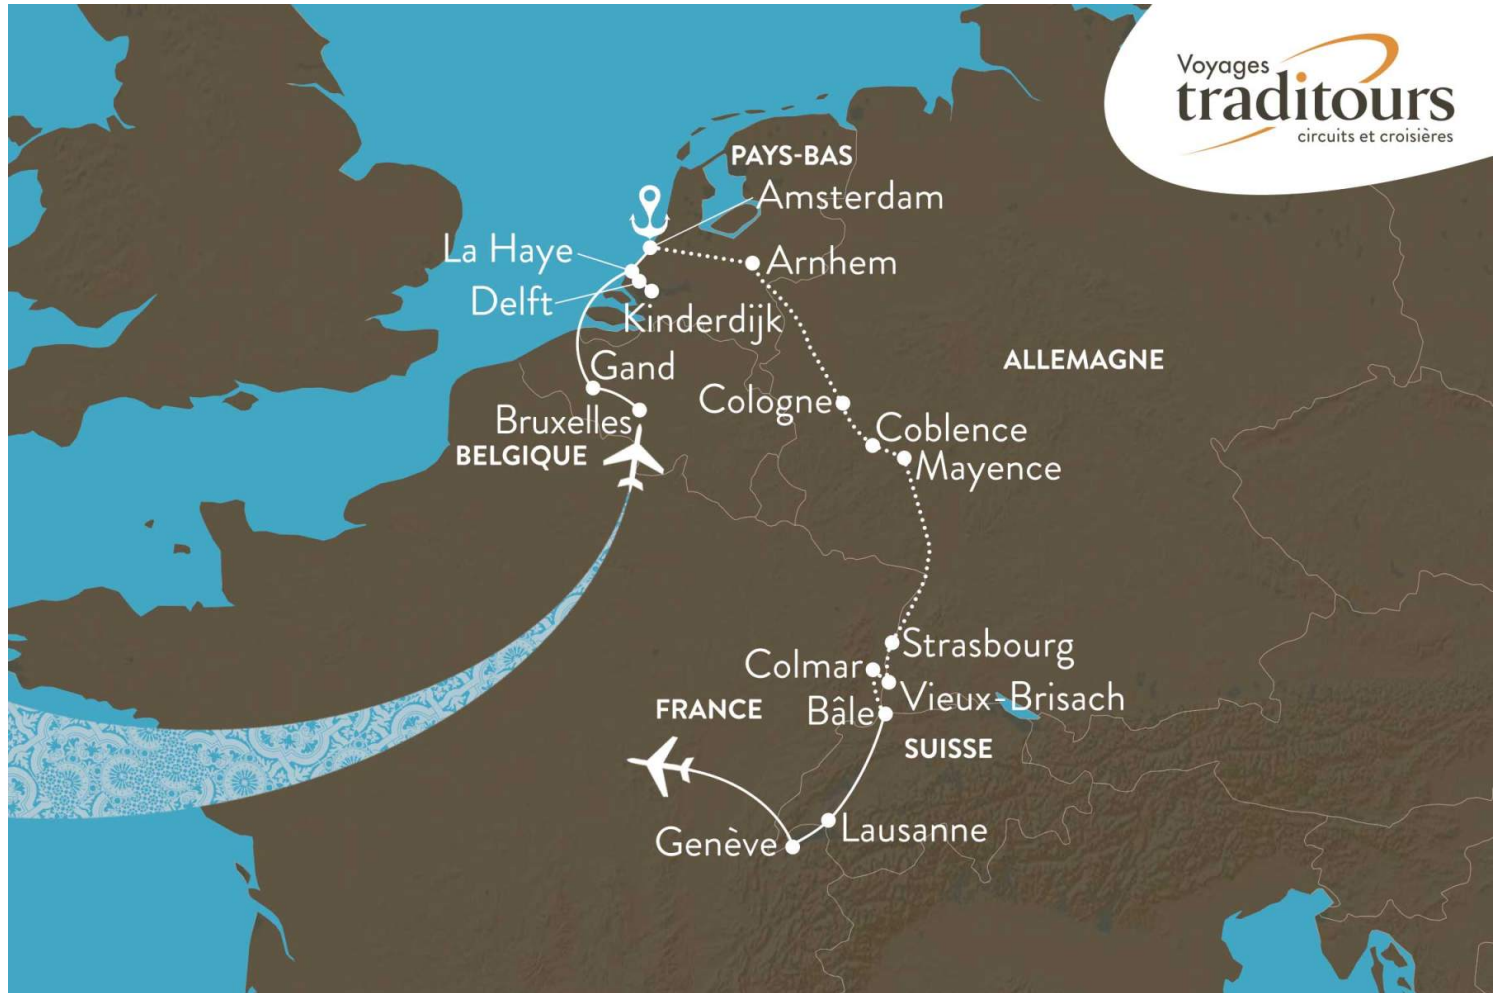 Voyages
traditours
circuits et croisières
PAYS-BAS
Amsterdam
La Haye
Arnhem
Delft
Kinderdijk
ALLEMAGNE
Gand
Cologne
Bruxelles
Coblence
BELGIQUE
Mayence
Strasbourg
Colmar
Vieux-Brisach
FRANCE
Bâle
SUISSE
Lausanne
Genève